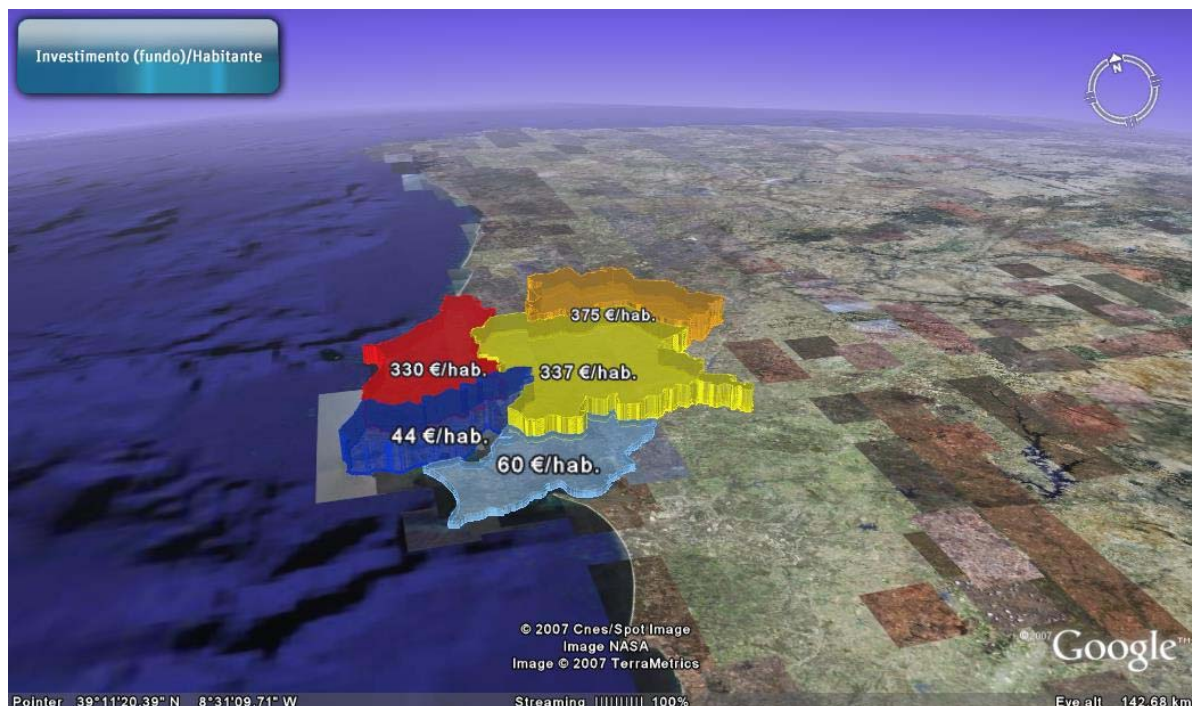 Investimento (fundo)/Habitante
N
375 €/hab.
330 €/hab.
337 €/hab.
44 €/hab.
60 €/hab.
© 2007 Cnes/Spot Image
Image NASA
Image © 2007 TerraMetrics
©2007 Google™
Pointer 39°11'20.39" N 8°31'09.71" W Streaming ||||||||| 100% Eye alt 142.68 km